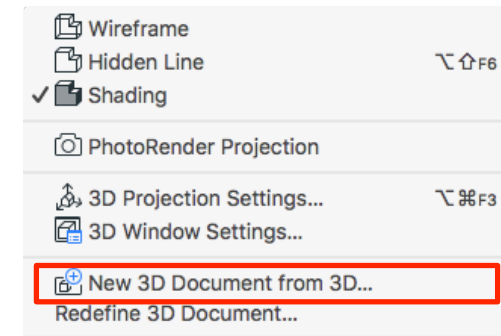 Wireframe
Hidden Line ⌥⇧F6
✓ Shading
PhotoRender Projection
3D Projection Settings... ⌥⌘F3
3D Window Settings...
New 3D Document from 3D...
Redefine 3D Document...